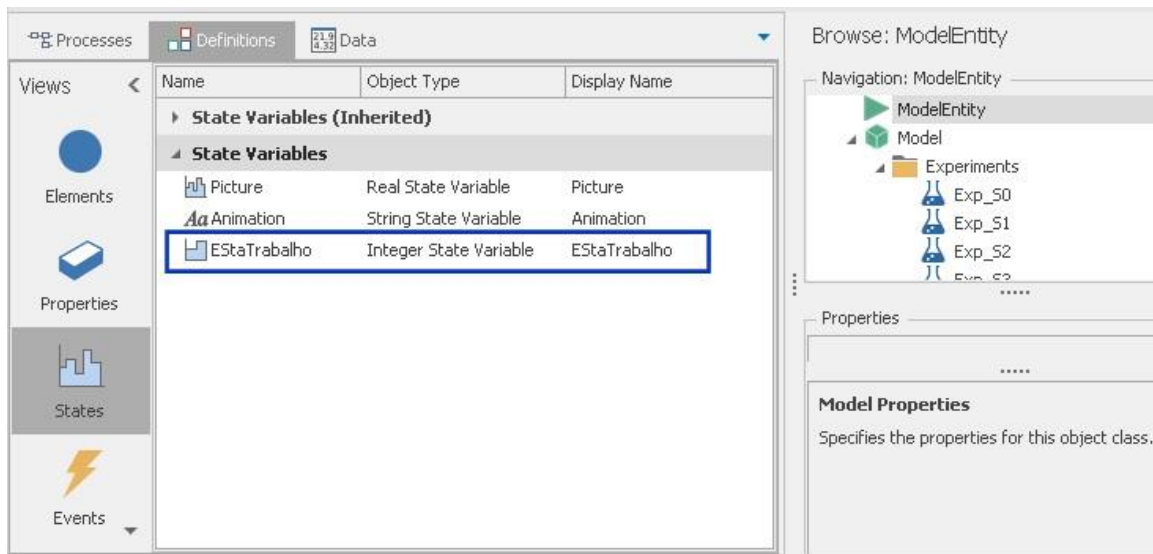 Processes Definitions 21.9 4.32 Data
Views <
Name Object Type Display Name
State Variables (Inherited)
State Variables
Picture Real State Variable Picture
Aa Animation String State Variable Animation
EStaTrabalho Integer State Variable EStaTrabalho
Elements
Properties
States
Events
Browse: ModelEntity
Navigation: ModelEntity
ModelEntity
Model
Experiments
Exp_S0
Exp_S1
Exp_S2
Properties
Model Properties
Specifies the properties for this object class.